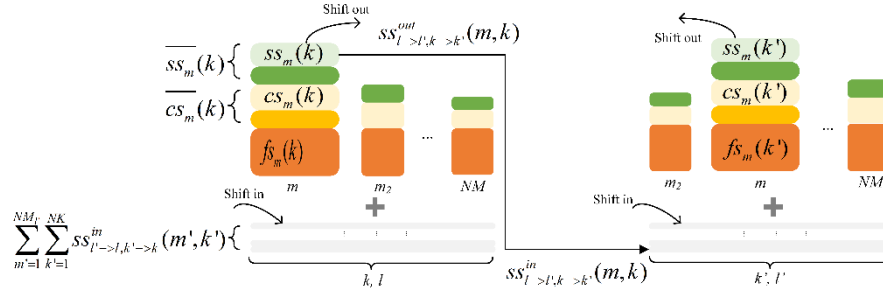 Shift out
ss^{out}_{l->l',k->k'}(m,k)
\overline{ss_m}(k) {
ss_m(k)
\overline{cs_m}(k) {
cs_m(k)
fs_m(k)
...
m
m_2
NM
+
Shift in
\sum_{m'=1}^{NM_{l'}} \sum_{k'=1}^{NK} ss^{in}_{l'->l,k'->k}(m',k') {
... 
k, l
ss^{in}_{l->l',k->k'}(m,k)
Shift out
ss_m(k')
cs_m(k')
fs_m(k')
...
m_2
m
NM
+
Shift in
...
k', l'